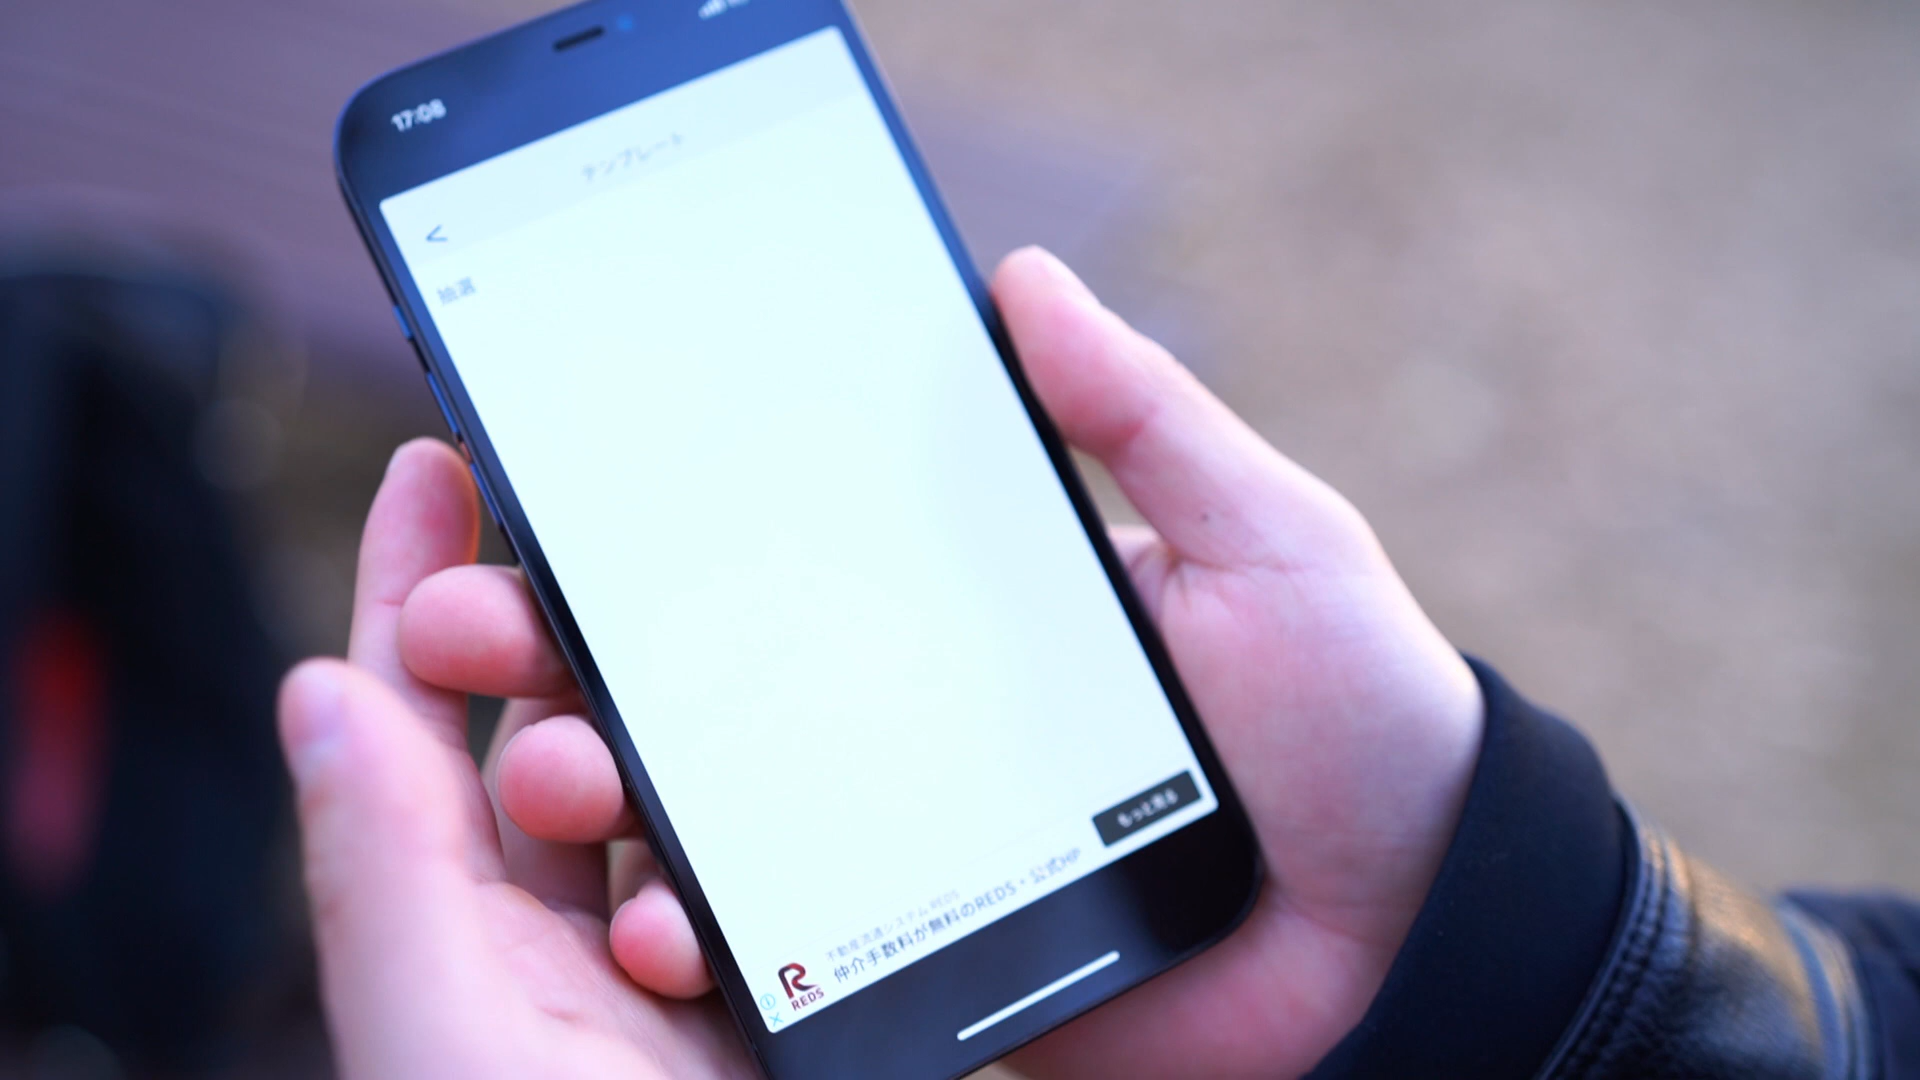 17:08
テンプレート
<
抽選
もっと見る
不動産流通システム REDS
仲介手数料が無料のREDS・公式HP
REDS